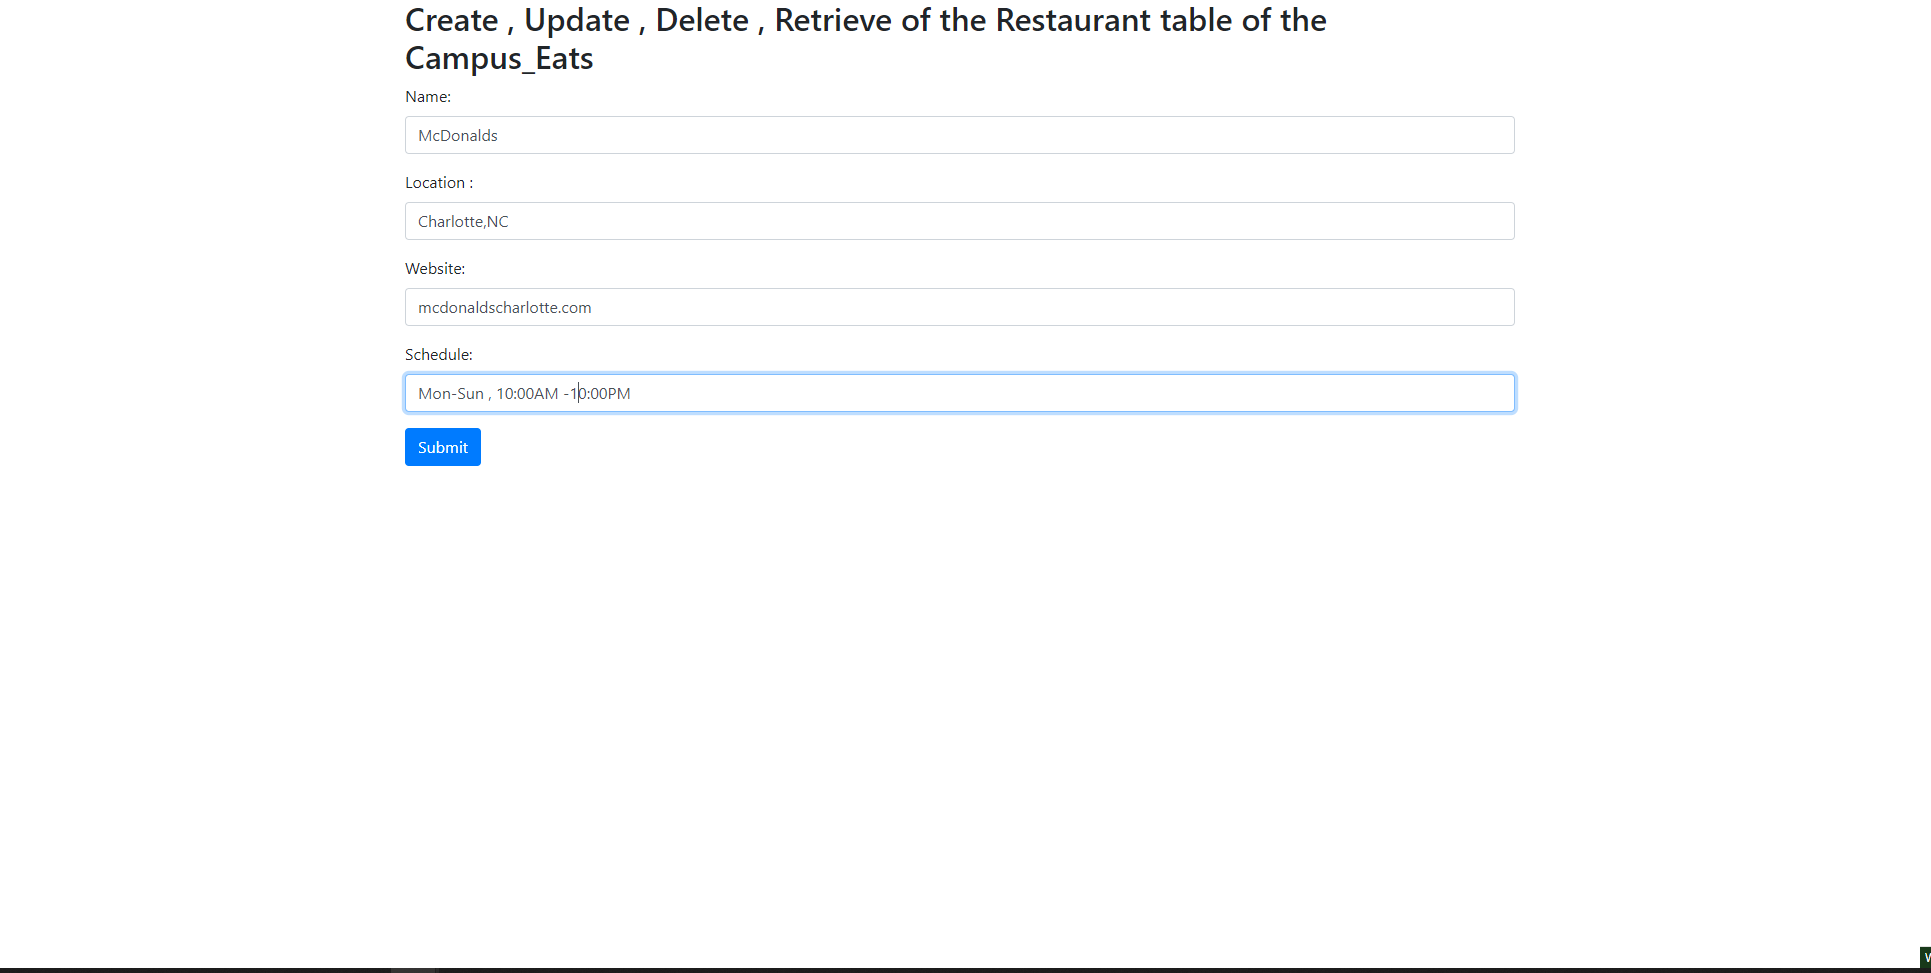 Create , Update , Delete , Retrieve of the Restaurant table of the
Campus_Eats
Name:
McDonalds
Location :
Charlotte,NC
Website:
mcdonaldscharlotte.com
Schedule:
Mon-Sun , 10:00AM -10:00PM
Submit